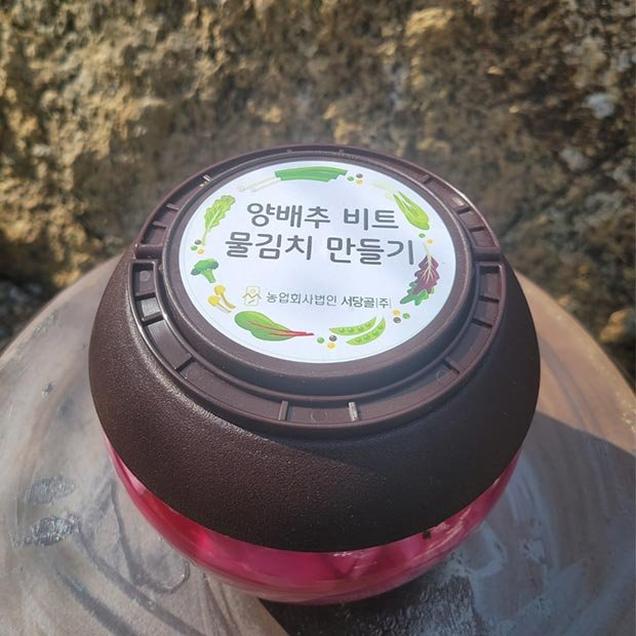 양배추 비트
물김치 만들기
농업회사법인 서당골(주)